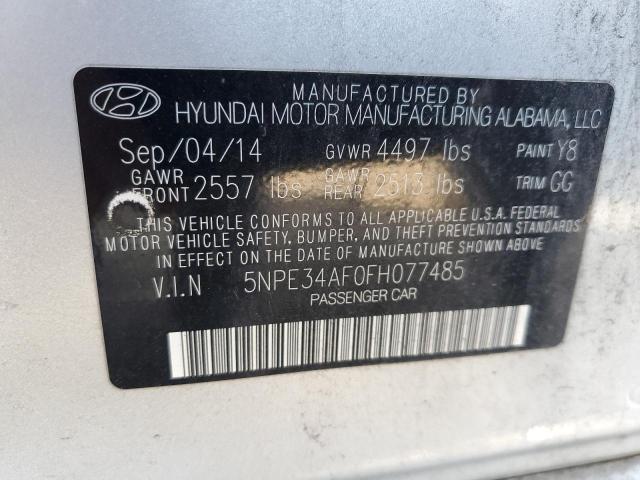 MANUFACTURED BY
HYUNDAI MOTOR MANUFACTURING ALABAMA, LLC
Sep/04/14 GVWR 4497 lbs PAINT Y8
GAWR FRONT 2557 lbs GAWR REAR 2513 lbs TRIM GG
THIS VEHICLE CONFORMS TO ALL APPLICABLE U.S.A. FEDERAL
MOTOR VEHICLE SAFETY, BUMPER, AND THEFT PREVENTION STANDARDS
IN EFFECT ON THE DATE OF MANUFACTURE SHOWN ABOVE.
V.I.N 5NPE34AF0FH077485
PASSENGER CAR